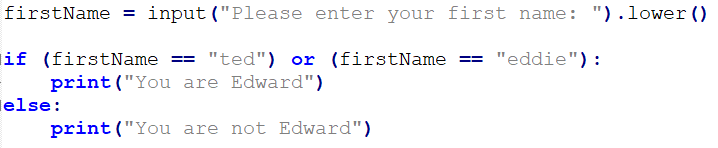 firstName = input("Please enter your first name: ").lower()
if (firstName == "ted") or (firstName == "eddie"):
print("You are Edward")
else:
print("You are not Edward")